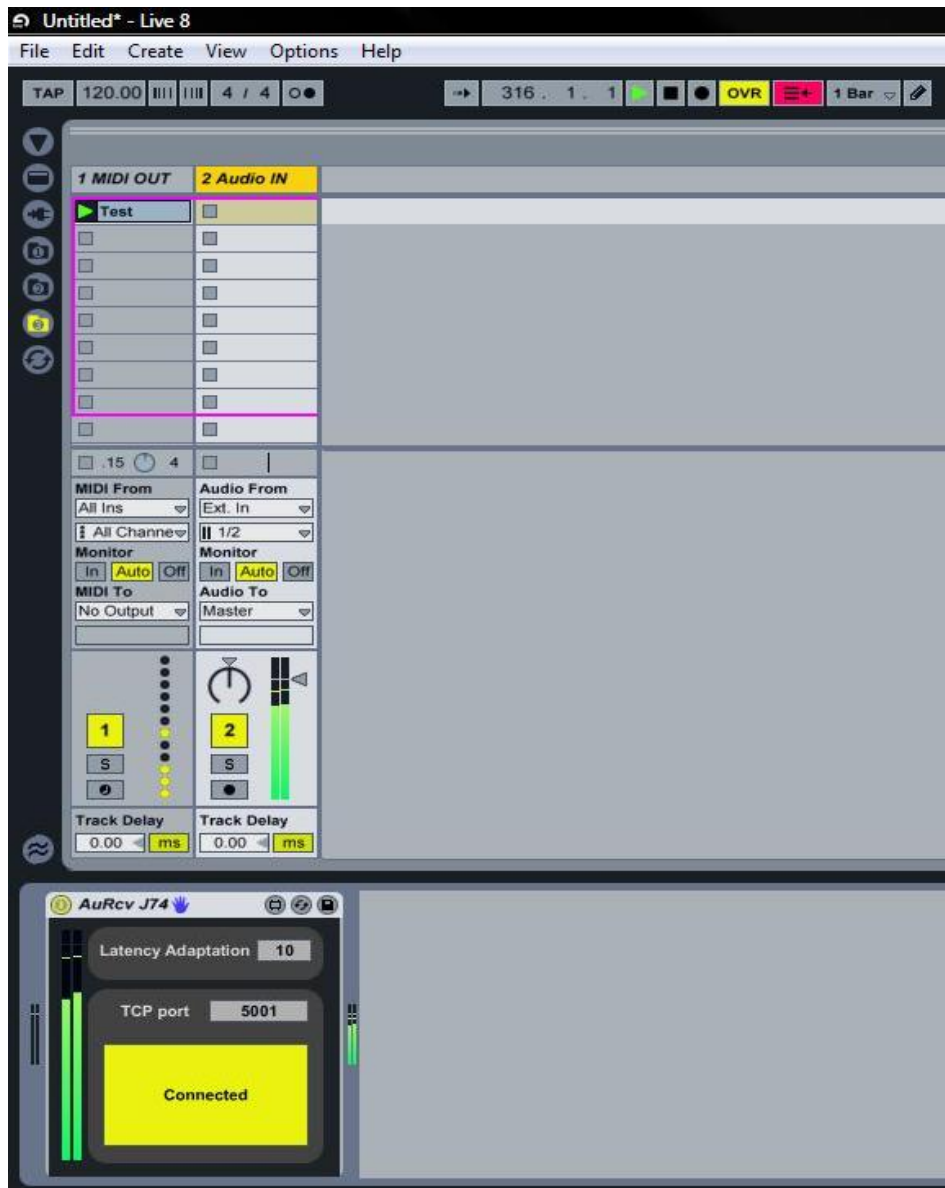 Untitled* - Live 8
File Edit Create View Options Help
TAP 120.00 4 / 4 316. 1. 1 OVR 1 Bar
1 MIDI OUT 2 Audio IN
Test
.15 4
MIDI From Audio From
All Ins Ext. In
All Channe 1/2
Monitor Monitor
In Auto Off In Auto Off
MIDI To Audio To
No Output Master
1 2
S S
Track Delay Track Delay
0.00 ms 0.00 ms
AuRcv J74
Latency Adaptation 10
TCP port 5001
Connected